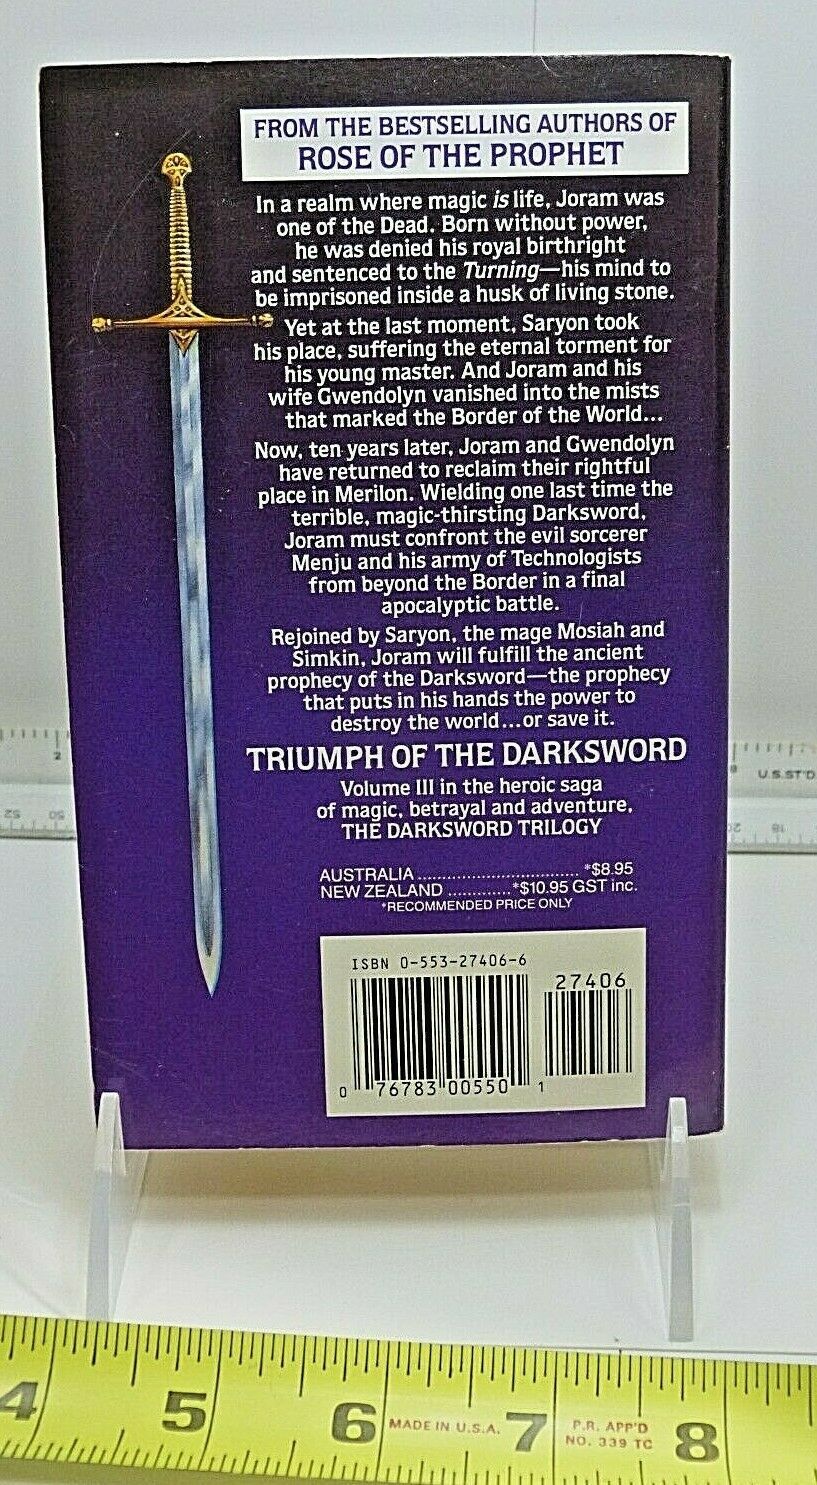 FROM THE BESTSELLING AUTHORS OF
ROSE OF THE PROPHET
In a realm where magic is life, Joram was
one of the Dead. Born without power,
he was denied his royal birthright
and sentenced to the Turning—his mind to
be imprisoned inside a husk of living stone.
Yet at the last moment, Saryon took
his place, suffering the eternal torment for
his young master. And Joram and his
wife Gwendolyn vanished into the mists
that marked the Border of the World...
Now, ten years later, Joram and Gwendolyn
have returned to reclaim their rightful
place in Merilon. Wielding one last time the
terrible, magic-thirsting Darksword,
Joram must confront the evil sorcerer
Menju and his army of Technologists
from beyond the Border in a final
apocalyptic battle.
Rejoined by Saryon, the mage Mosiah and
Simkin, Joram will fulfill the ancient
prophecy of the Darksword—the prophecy
that puts in his hands the power to
destroy the world...or save it.
TRIUMPH OF THE DARKSWORD
Volume III in the heroic saga
of magic, betrayal and adventure,
THE DARKSWORD TRILOGY
AUSTRALIA ................................ *$8.95
NEW ZEALAND ............. *$10.95 GST inc.
*RECOMMENDED PRICE ONLY
ISBN 0-553-27406-6
27406
0 76783 00550 1
2
U.S. ST'D
4 5 6 MADE IN U.S.A. 7 P.R. APP'D 8
NO. 339 TC